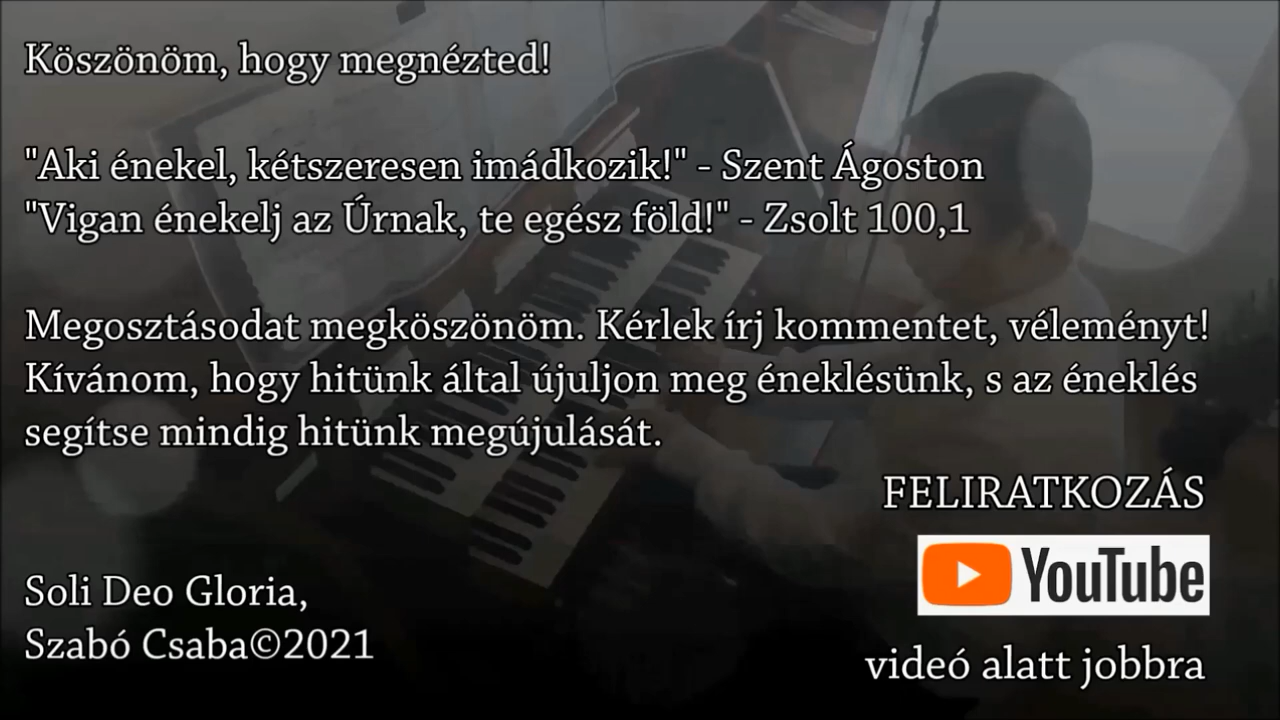 Köszönöm, hogy megnézted!
"Aki énekel, kétszeresen imádkozik!" - Szent Ágoston
"Vigan énekelj az Úrnak, te egész föld!" - Zsolt 100,1
Megosztásodat megköszönöm. Kérlek írj kommentet, véleményt!
Kívánom, hogy hitünk által újuljon meg éneklésünk, s az éneklés
segítse mindig hitünk megújulását.
FELIRATKOZÁS
YouTube
Soli Deo Gloria,
Szabó Csaba©2021
videó alatt jobbra